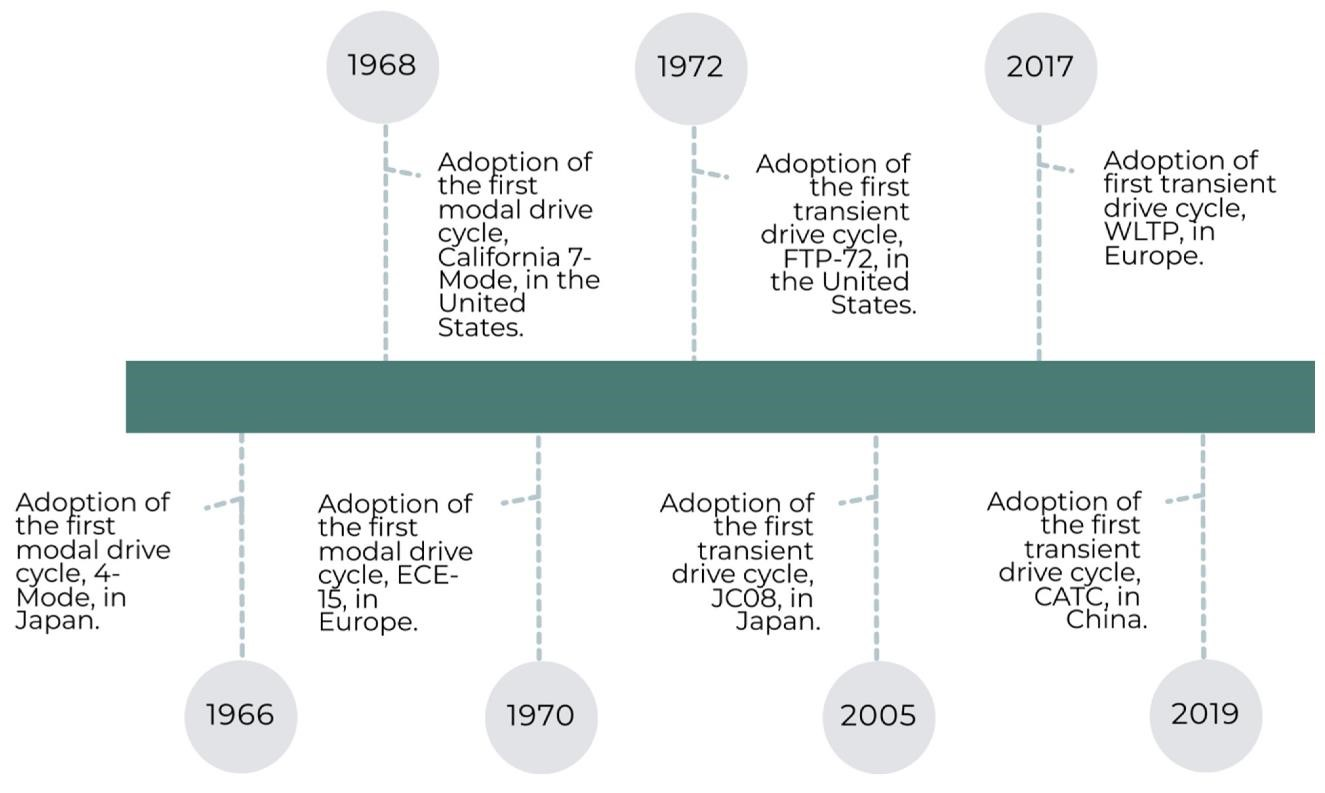 1968
Adoption of
the first
modal drive
cycle,
California 7-
Mode, in the
United
States.
1972
Adoption of
the first
transient
drive cycle,
FTP-72, in
the United
States.
2017
Adoption of
first transient
drive cycle,
WLTP, in
Europe.
Adoption of
the first
modal drive
cycle, 4-
Mode, in
Japan.
1966
Adoption of
the first
modal drive
cycle, ECE-
15, in
Europe.
1970
Adoption of
the first
transient
drive cycle,
JC08, in
Japan.
2005
Adoption of
the first
transient
drive cycle,
CATC, in
China.
2019